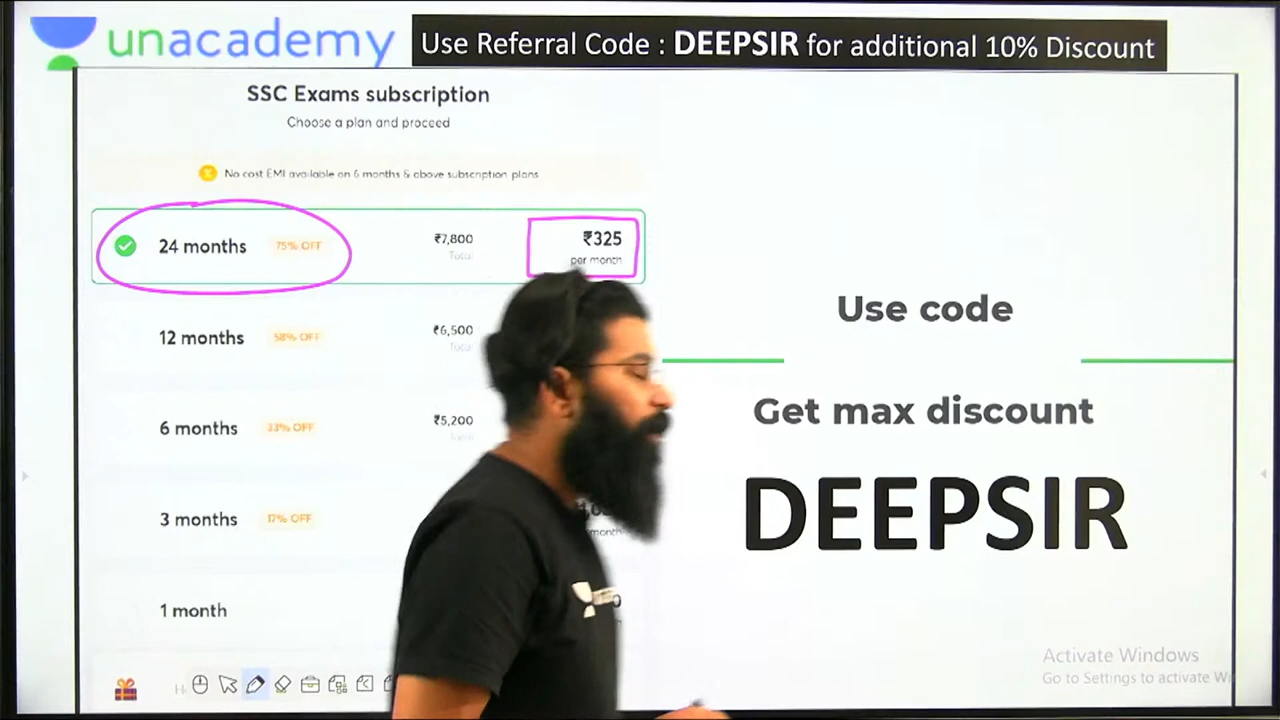 unacademy
Use Referral Code : DEEPSIR for additional 10% Discount
SSC Exams subscription
Choose a plan and proceed
No cost EMI available on 6 months & above subscription plans
24 months 75% OFF ₹7,800 ₹325
Total per month
12 months 58% OFF ₹6,500
Total
6 months 33% OFF ₹5,200
Total
3 months 17% OFF
month
1 month
Use code
Get max discount
DEEPSIR
Activate Windows
Go to Settings to activate